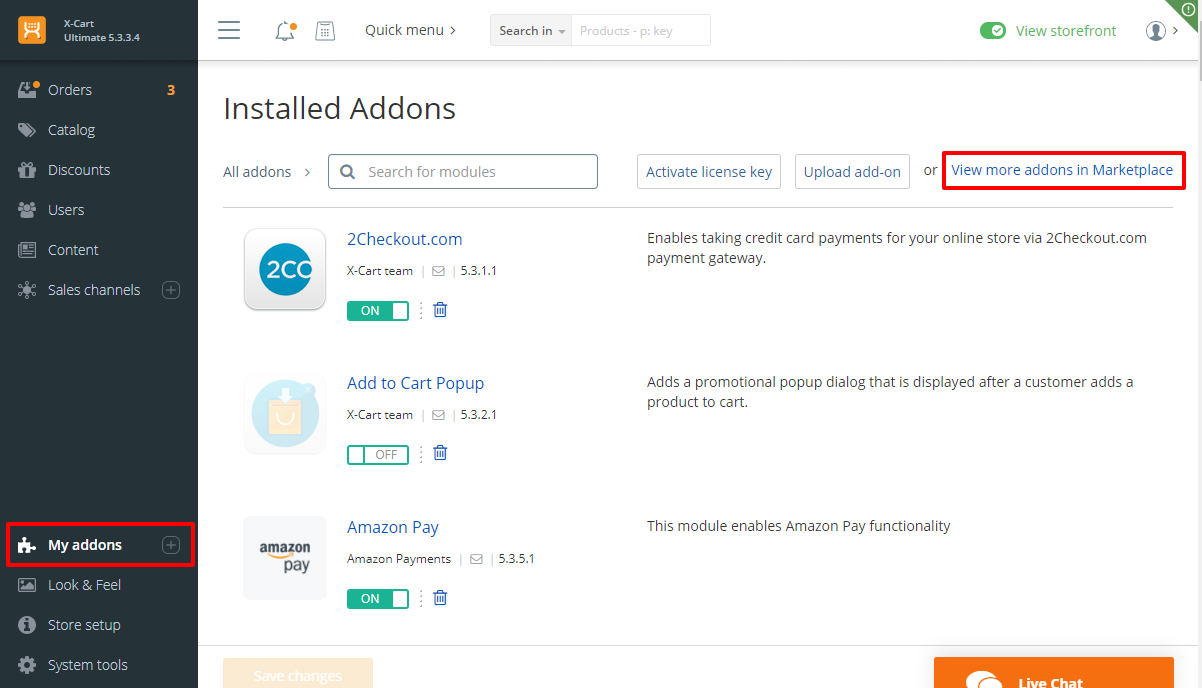 X-Cart
Ultimate 5.3.3.4
Quick menu
Search in
Products - p: key
View storefront
Orders 3
Catalog
Discounts
Users
Content
Sales channels
My addons
Look & Feel
Store setup
System tools
Installed Addons
All addons
Search for modules
Activate license key
Upload add-on
or
View more addons in Marketplace
2CO
2Checkout.com
X-Cart team | 5.3.1.1
ON
Enables taking credit card payments for your online store via 2Checkout.com
payment gateway.
Add to Cart Popup
X-Cart team | 5.3.2.1
OFF
Adds a promotional popup dialog that is displayed after a customer adds a
product to cart.
amazon
pay
Amazon Pay
Amazon Payments | 5.3.5.1
ON
This module enables Amazon Pay functionality
Save changes
Live Chat